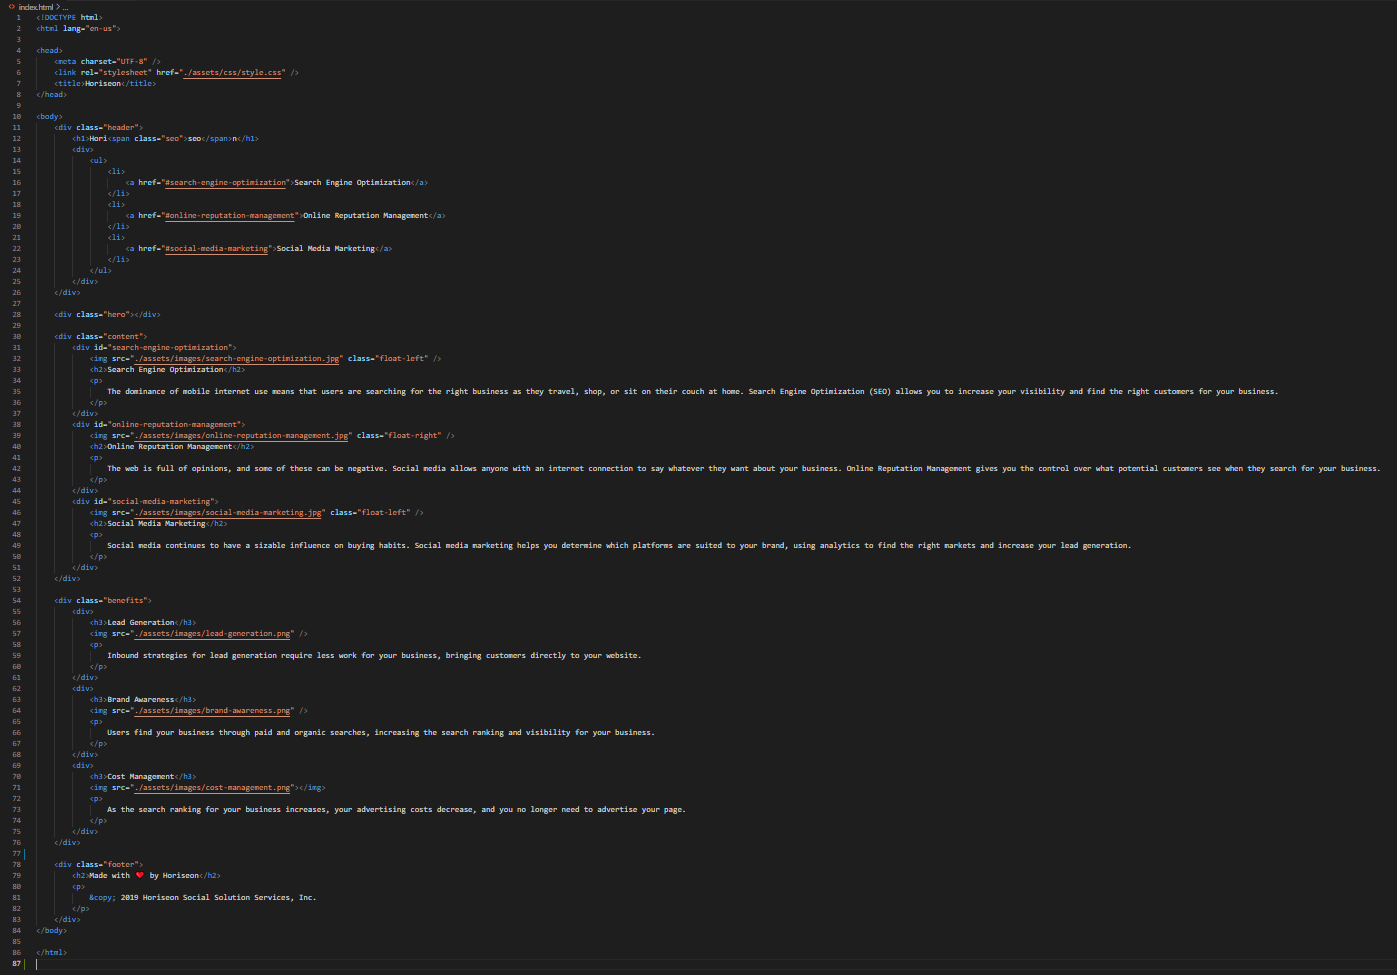 index.html > ...
1 <!DOCTYPE html>
2 <html lang="en-us">
3
4 <head>
5 <meta charset="UTF-8" />
6 <link rel="stylesheet" href="./assets/css/style.css" />
7 <title>Horiseon</title>
8 </head>
9
10 <body>
11 <div class="header">
12 <h1>Hori<span class="seo">seo</span>n</h1>
13 <div>
14 <ul>
15 <li>
16 <a href="#search-engine-optimization">Search Engine Optimization</a>
17 </li>
18 <li>
19 <a href="#online-reputation-management">Online Reputation Management</a>
20 </li>
21 <li>
22 <a href="#social-media-marketing">Social Media Marketing</a>
23 </li>
24 </ul>
25 </div>
26 </div>
27
28 <div class="hero"></div>
29
30 <div class="content">
31 <div id="search-engine-optimization">
32 <img src="./assets/images/search-engine-optimization.jpg" class="float-left" />
33 <h2>Search Engine Optimization</h2>
34 <p>
35 The dominance of mobile internet use means that users are searching for the right business as they travel, shop, or sit on their couch at home. Search Engine Optimization (SEO) allows you to increase your visibility and find the right customers for your business.
36 </p>
37 </div>
38 <div id="online-reputation-management">
39 <img src="./assets/images/online-reputation-management.jpg" class="float-right" />
40 <h2>Online Reputation Management</h2>
41 <p>
42 The web is full of opinions, and some of these can be negative. Social media allows anyone with an internet connection to say whatever they want about your business. Online Reputation Management gives you the control over what potential customers see when they search for your business.
43 </p>
44 </div>
45 <div id="social-media-marketing">
46 <img src="./assets/images/social-media-marketing.jpg" class="float-left" />
47 <h2>Social Media Marketing</h2>
48 <p>
49 Social media continues to have a sizable influence on buying habits. Social media marketing helps you determine which platforms are suited to your brand, using analytics to find the right markets and increase your lead generation.
50 </p>
51 </div>
52 </div>
53
54 <div class="benefits">
55 <div>
56 <h3>Lead Generation</h3>
57 <img src="./assets/images/lead-generation.png" />
58 <p>
59 Inbound strategies for lead generation require less work for your business, bringing customers directly to your website.
60 </p>
61 </div>
62 <div>
63 <h3>Brand Awareness</h3>
64 <img src="./assets/images/brand-awareness.png" />
65 <p>
66 Users find your business through paid and organic searches, increasing the search ranking and visibility for your business.
67 </p>
68 </div>
69 <div>
70 <h3>Cost Management</h3>
71 <img src="./assets/images/cost-management.png"></img>
72 <p>
73 As the search ranking for your business increases, your advertising costs decrease, and you no longer need to advertise your page.
74 </p>
75 </div>
76 </div>
77
78 <div class="footer">
79 <h2>Made with ❤️ by Horiseon</h2>
80 <p>
81 &copy; 2019 Horiseon Social Solution Services, Inc.
82 </p>
83 </div>
84 </body>
85
86 </html>
87